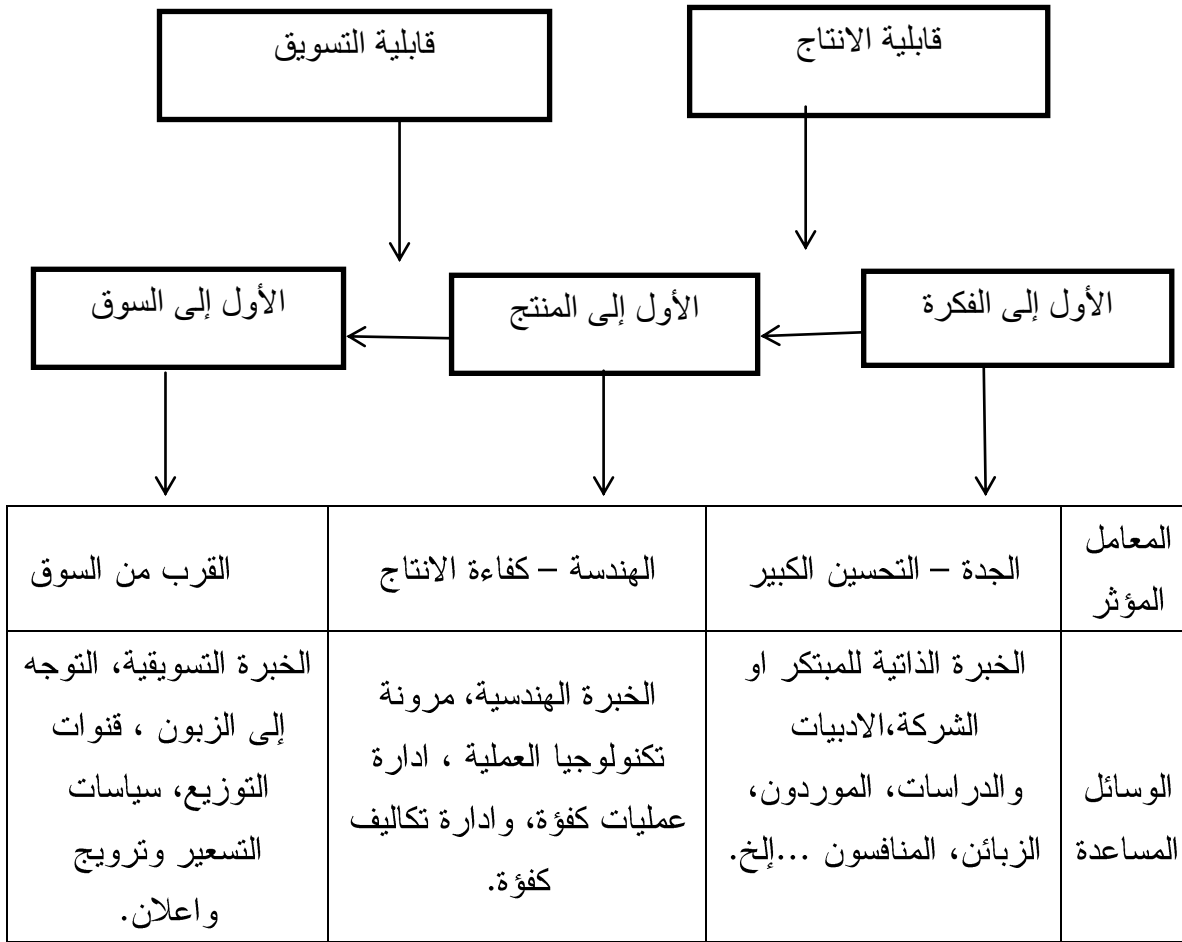 قابلية الانتاج
قابلية التسويق
الأول إلى الفكرة
الأول إلى المنتج
الأول إلى السوق
المعامل
المؤثر
الجدة – التحسين الكبير
الهندسة – كفاءة الانتاج
القرب من السوق
الوسائل
المساعدة
الخبرة الذاتية للمبتكر او
الشركة،الادبيات
والدراسات، الموردون،
الزبائن، المنافسون ...إلخ.
الخبرة الهندسية، مرونة
تكنولوجيا العملية ، ادارة
عمليات كفؤة، وادارة تكاليف
كفؤة.
الخبرة التسويقية، التوجه
إلى الزبون ، قنوات
التوزيع، سياسات
التسعير وترويج
واعلان.